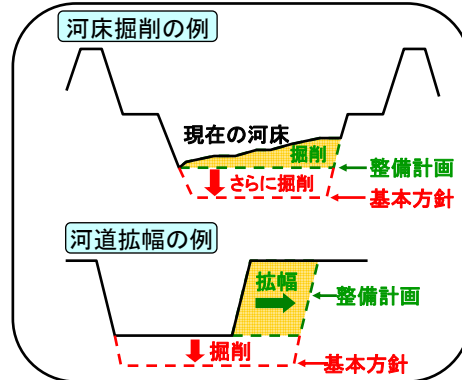 河床掘削の例
現在の河床
掘削
整備計画
さらに掘削
基本方針
河道拡幅の例
拡幅
整備計画
掘削
基本方針